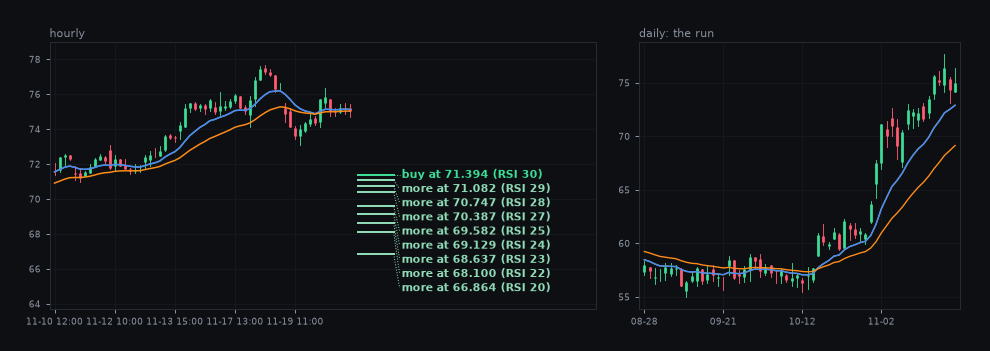 hourly
78
76
74
72
70
68
66
64
11-10 12:00
11-12 10:00
11-13 15:00
11-17 13:00
11-19 11:00
buy at 71.394 (RSI 30)
more at 71.082 (RSI 29)
more at 70.747 (RSI 28)
more at 70.387 (RSI 27)
more at 69.582 (RSI 25)
more at 69.129 (RSI 24)
more at 68.637 (RSI 23)
more at 68.100 (RSI 22)
more at 66.864 (RSI 20)
daily: the run
75
70
65
60
55
08-28
09-21
10-12
11-02